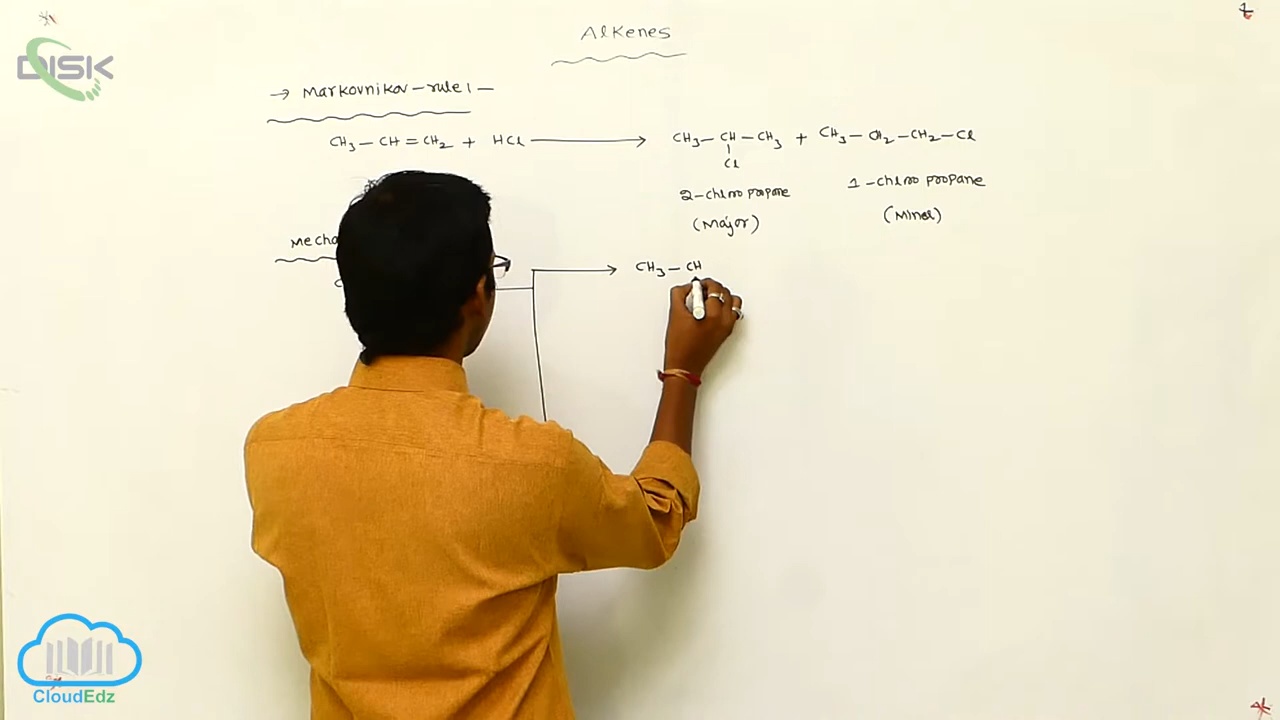 DISK
Alkenes
→ Markovnikov-rule:-
CH3 – CH = CH2 + HCl ⟶ CH3 – CH – CH3 + CH3 – CH2 – CH2 – Cl
Cl
2-chloro propane 1-chloro propane
(Major) (Minor)
CH3 – CH
CloudEdz